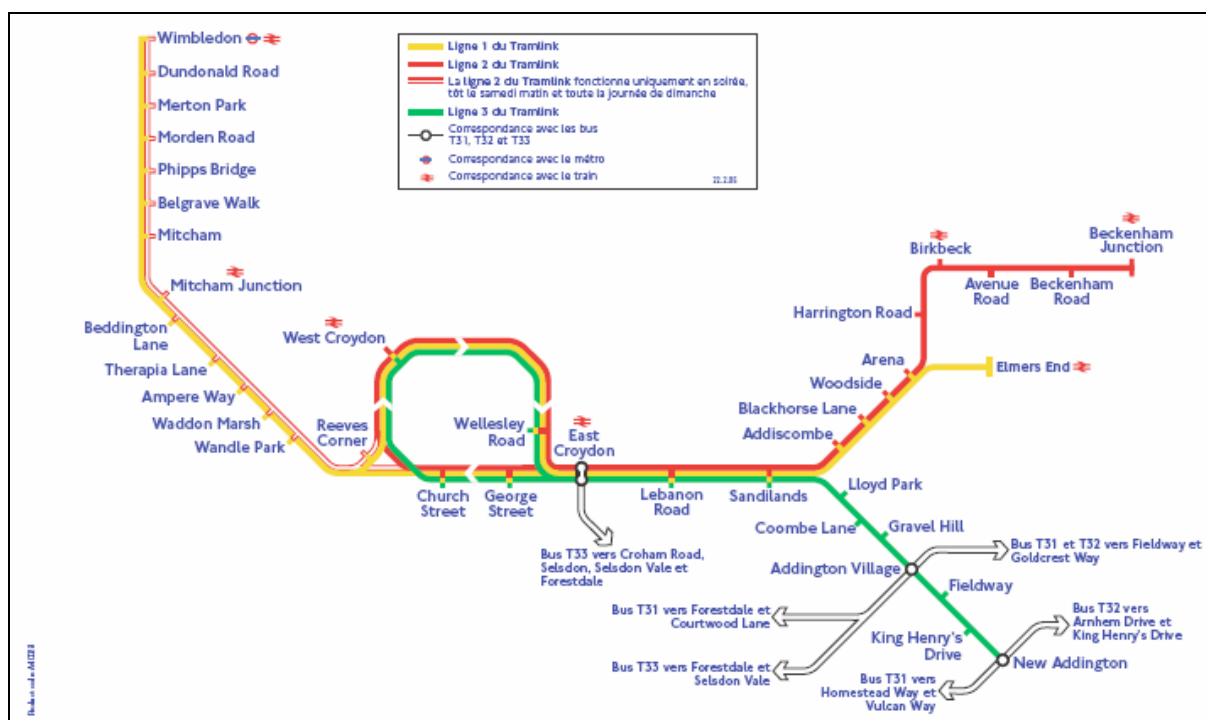 Wimbledon
Dundonald Road
Merton Park
Morden Road
Phipps Bridge
Belgrave Walk
Mitcham
Mitcham Junction
Beddington
Lane
Therapia Lane
Ampere Way
Waddon Marsh
Wandle Park
Reeves
Corner
West Croydon
Church
Street
George
Street
Wellesley
Road
East
Croydon
Lebanon
Road
Sandilands
Addiscombe
Blackhorse Lane
Woodside
Arena
Harrington Road
Birkbeck
Avenue
Road
Beckenham
Road
Beckenham
Junction
Elmers End
Lloyd Park
Coombe Lane
Gravel Hill
Addington Village
Fieldway
King Henry's
Drive
New Addington
Ligne 1 du Tramlink
Ligne 2 du Tramlink
La ligne 2 du Tramlink fonctionne uniquement en soirée,
tôt le samedi matin et toute la journée de dimanche
Ligne 3 du Tramlink
Correspondance avec les bus
T31, T32 et T33
Correspondance avec le métro
Correspondance avec le train
Bus T33 vers Croham Road,
Selsdon, Selsdon Vale et
Forestdale
Bus T31 et T32 vers Fieldway et
Goldcrest Way
Bus T31 vers Forestdale et
Courtwood Lane
Bus T33 vers Forestdale et
Selsdon Vale
Bus T32 vers
Arnhem Drive et
King Henry's Drive
Bus T31 vers
Homestead Way et
Vulcan Way